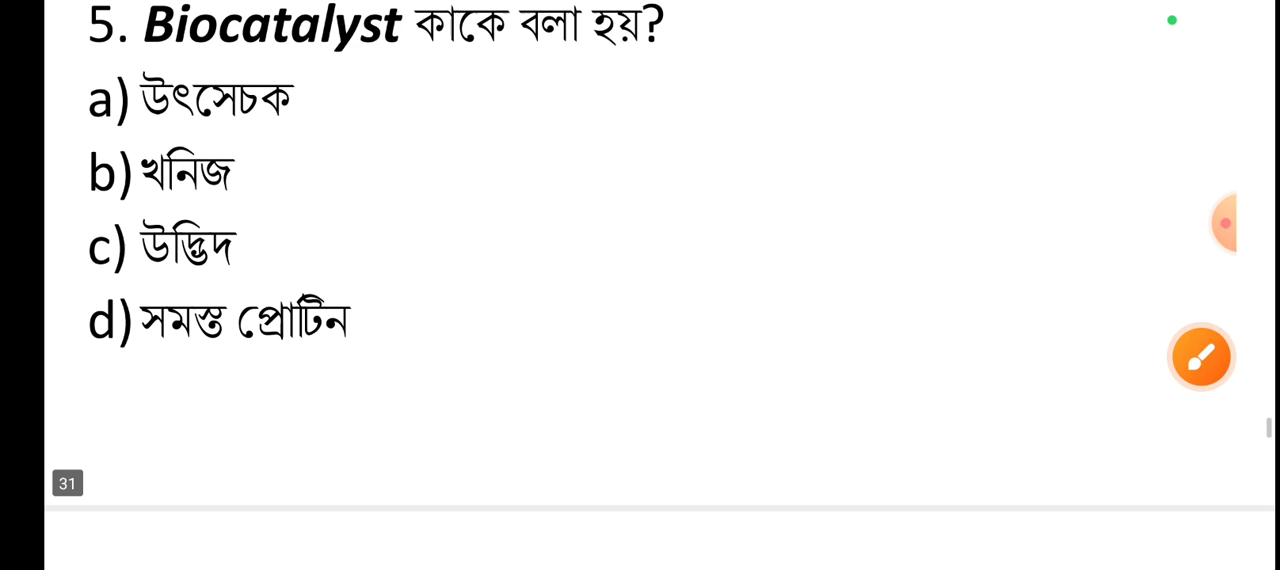 5. Biocatalyst কাকে বলা হয়?
a) উৎসেচক
b) খনিজ
c) উদ্ভিদ
d) সমস্ত প্রোটিন
31